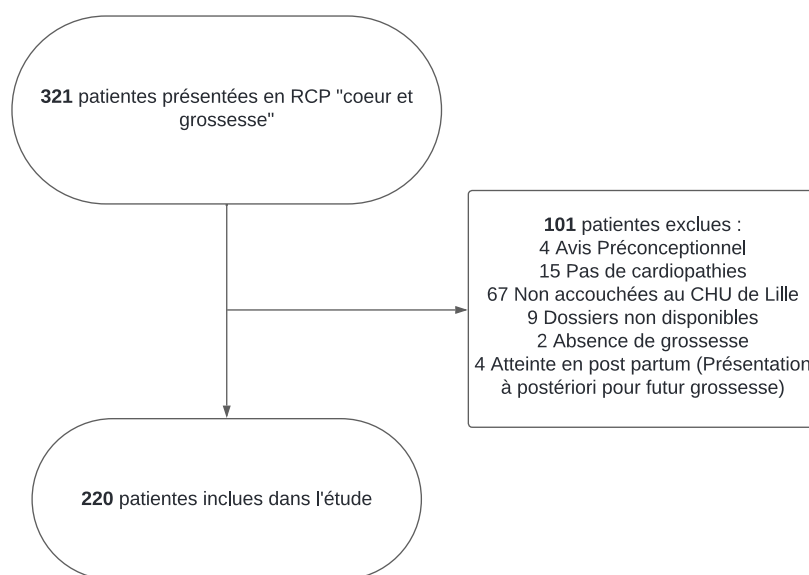 321 patientes présentées en RCP "coeur et
grossesse"
101 patientes exclues :
4 Avis Préconceptionnel
15 Pas de cardiopathies
67 Non accouchées au CHU de Lille
9 Dossiers non disponibles
2 Absence de grossesse
4 Atteinte en post partum (Présentation
à postériori pour futur grossesse)
220 patientes inclues dans l'étude